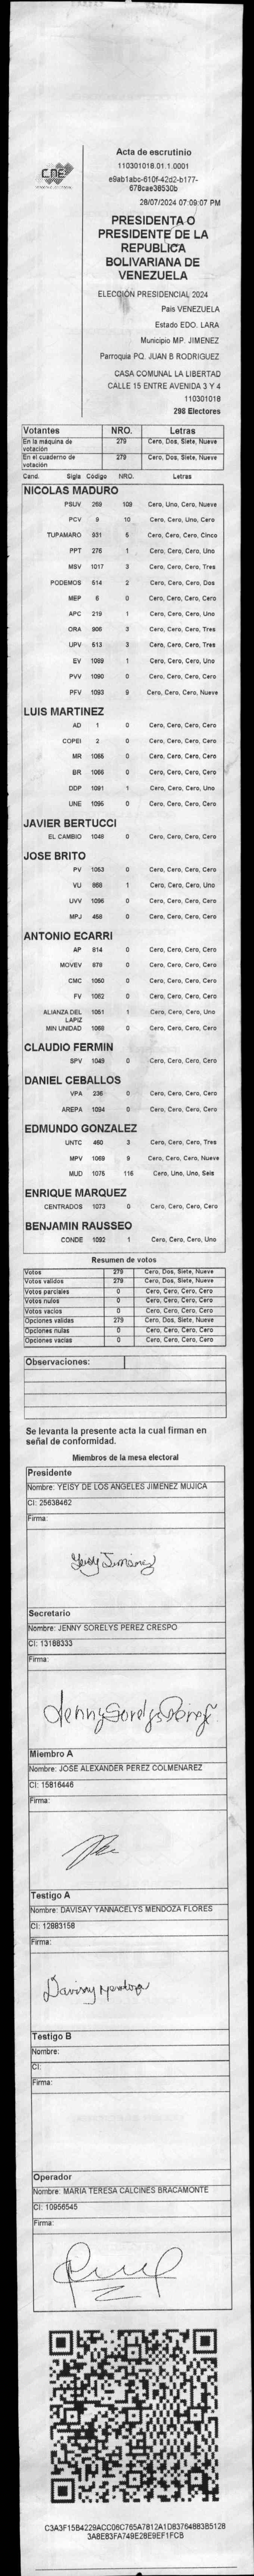 CNE
Acta de escrutinio
110301018.01.1.0001
e9ab1abc-610f-42d2-b177-
678cae38530b
28/07/2024 07:09:07 PM
PRESIDENTA O
PRESIDENTE DE LA
REPUBLICA
BOLIVARIANA DE
VENEZUELA
ELECCIÓN PRESIDENCIAL 2024
País VENEZUELA
Estado EDO. LARA
Municipio MP. JIMENEZ
Parroquia PQ. JUAN B RODRIGUEZ
CASA COMUNAL LA LIBERTAD
CALLE 15 ENTRE AVENIDA 3 Y 4
110301018
298 Electores
Votantes NRO. Letras
En la máquina de votación 279 Cero, Dos, Siete, Nueve
En el cuaderno de votación 279 Cero, Dos, Siete, Nueve
Cand. Sigla Código NRO. Letras
NICOLAS MADURO
PSUV 269 109 Cero, Uno, Cero, Nueve
PCV 9 10 Cero, Cero, Uno, Cero
TUPAMARO 931 5 Cero, Cero, Cero, Cinco
PPT 276 1 Cero, Cero, Cero, Uno
MSV 1017 3 Cero, Cero, Cero, Tres
PODEMOS 514 2 Cero, Cero, Cero, Dos
MEP 6 0 Cero, Cero, Cero, Cero
APC 219 1 Cero, Cero, Cero, Uno
ORA 906 3 Cero, Cero, Cero, Tres
UPV 513 3 Cero, Cero, Cero, Tres
EV 1089 1 Cero, Cero, Cero, Uno
PVV 1090 0 Cero, Cero, Cero, Cero
PFV 1093 9 Cero, Cero, Cero, Nueve
LUIS MARTINEZ
AD 1 0 Cero, Cero, Cero, Cero
COPEI 2 0 Cero, Cero, Cero, Cero
MR 1065 0 Cero, Cero, Cero, Cero
BR 1066 0 Cero, Cero, Cero, Cero
DDP 1091 1 Cero, Cero, Cero, Uno
UNE 1095 0 Cero, Cero, Cero, Cero
JAVIER BERTUCCI
EL CAMBIO 1048 0 Cero, Cero, Cero, Cero
JOSE BRITO
PV 1053 0 Cero, Cero, Cero, Cero
VU 868 1 Cero, Cero, Cero, Uno
UVV 1096 0 Cero, Cero, Cero, Cero
MPJ 458 0 Cero, Cero, Cero, Cero
ANTONIO ECARRI
AP 814 0 Cero, Cero, Cero, Cero
MOVEV 878 0 Cero, Cero, Cero, Cero
CMC 1050 0 Cero, Cero, Cero, Cero
FV 1062 0 Cero, Cero, Cero, Cero
ALIANZA DEL LAPIZ 1051 1 Cero, Cero, Cero, Uno
MIN UNIDAD 1068 0 Cero, Cero, Cero, Cero
CLAUDIO FERMIN
SPV 1049 0 Cero, Cero, Cero, Cero
DANIEL CEBALLOS
VPA 236 0 Cero, Cero, Cero, Cero
AREPA 1094 0 Cero, Cero, Cero, Cero
EDMUNDO GONZALEZ
UNTC 460 3 Cero, Cero, Cero, Tres
MPV 1069 9 Cero, Cero, Cero, Nueve
MUD 1075 116 Cero, Uno, Uno, Seis
ENRIQUE MARQUEZ
CENTRADOS 1073 0 Cero, Cero, Cero, Cero
BENJAMIN RAUSSEO
CONDE 1092 1 Cero, Cero, Cero, Uno
Resumen de votos
Votos 279 Cero, Dos, Siete, Nueve
Votos validos 279 Cero, Dos, Siete, Nueve
Votos parciales 0 Cero, Cero, Cero, Cero
Votos nulos 0 Cero, Cero, Cero, Cero
Votos vacios 0 Cero, Cero, Cero, Cero
Opciones validas 279 Cero, Dos, Siete, Nueve
Opciones nulas 0 Cero, Cero, Cero, Cero
Opciones vacias 0 Cero, Cero, Cero, Cero
Observaciones:
Se levanta la presente acta la cual firman en
señal de conformidad.
Miembros de la mesa electoral
Presidente
Nombre: YEISY DE LOS ANGELES JIMENEZ MUJICA
CI: 25638462
Firma:
Yeisy Jimenez
Secretario
Nombre: JENNY SORELYS PEREZ CRESPO
CI: 13188333
Firma:
Jenny Sorelys Pérez
Miembro A
Nombre: JOSE ALEXANDER PEREZ COLMENAREZ
CI: 15816446
Firma:
Testigo A
Nombre: DAVISAY YANNACELYS MENDOZA FLORES
CI: 12883158
Firma:
Davisay Mendoza
Testigo B
Nombre:
CI:
Firma:
Operador
Nombre: MARIA TERESA CALCINES BRACAMONTE
CI: 10956545
Firma:
C3A3F15B4229ACC06C765A7812A1D83764883B5128
3A8E83FA749E28E9EF1FCB